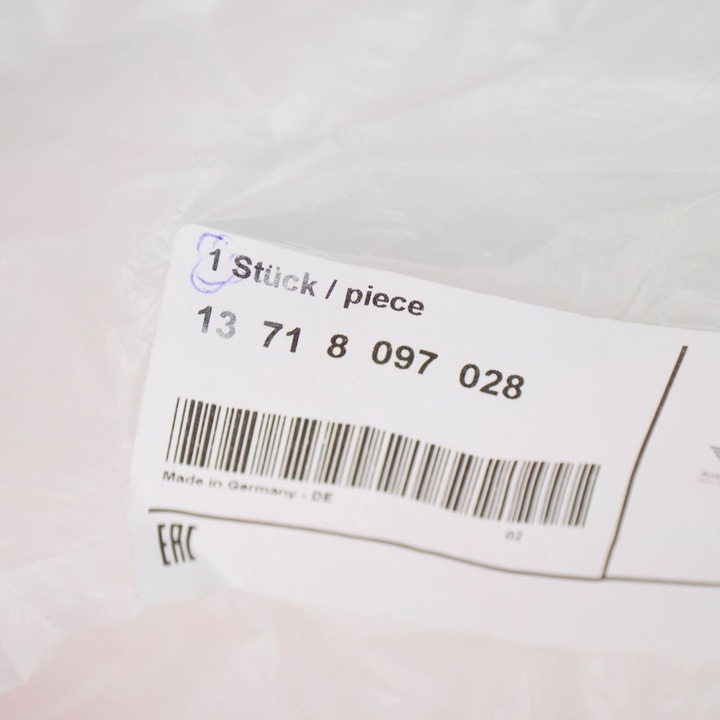 1 Stück / piece
13 71 8 097 028
Made in Germany - DE
02
EAC